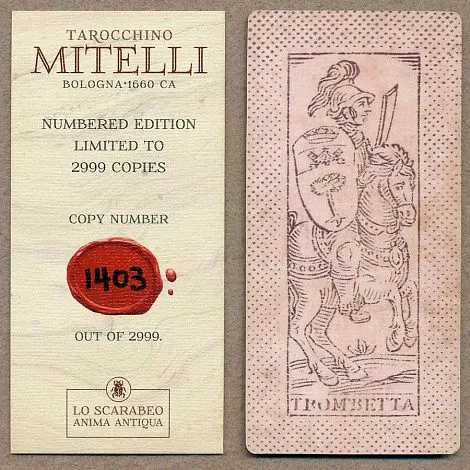 TAROCCHINO
MITELLI
BOLOGNA•1660 CA
NUMBERED EDITION
LIMITED TO
2999 COPIES
COPY NUMBER
1403
OUT OF 2999.
LO SCARABEO
ANIMA ANTIQUA
TROMBETTA